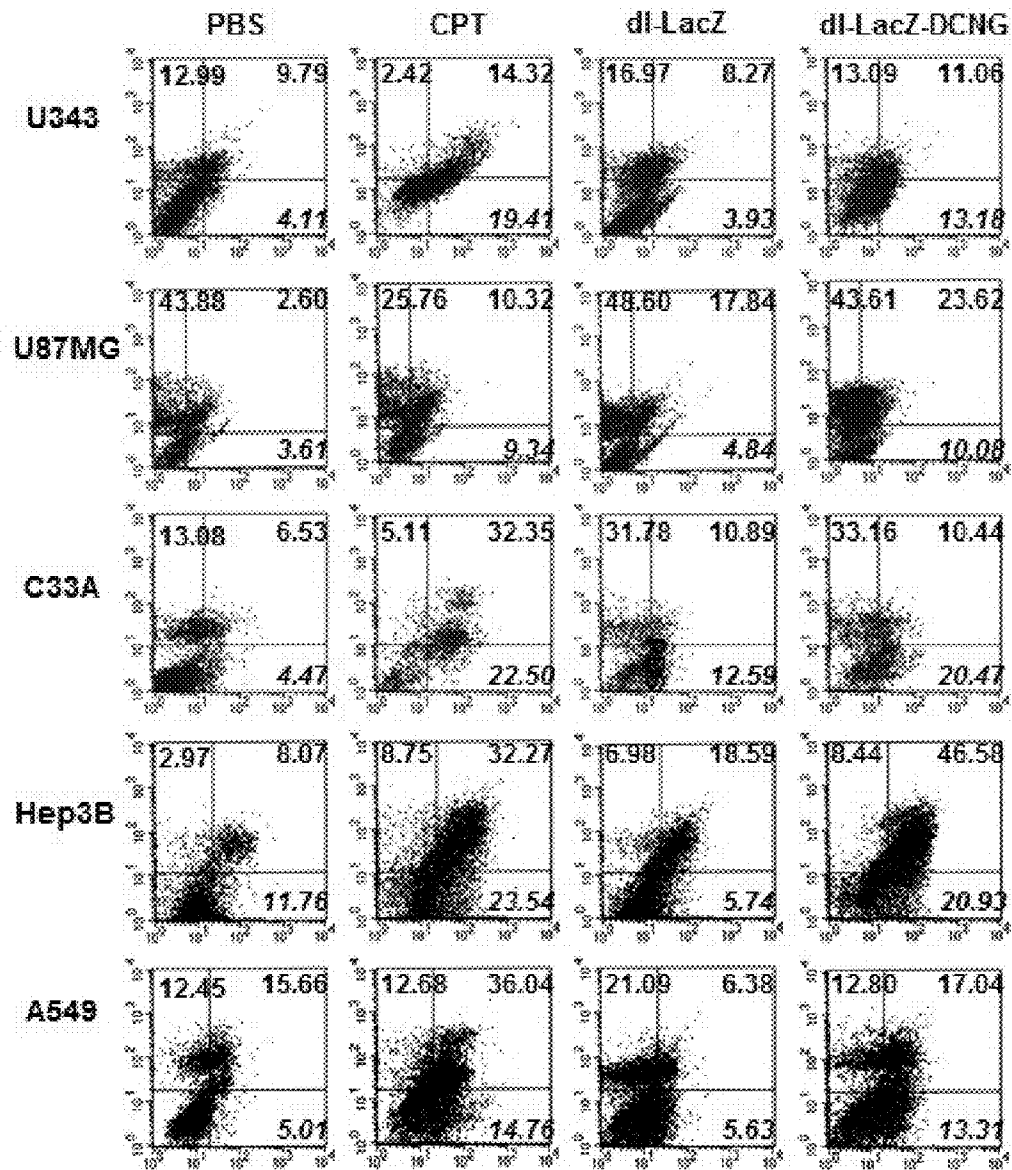 PBS CPT dl-LacZ dl-LacZ-DCNG
12.99 9.79 2.42 14.32 16.97 8.27 13.09 11.06
U343
4.11 19.41 3.93 13.18
43.88 2.60 25.76 10.32 48.60 17.84 43.61 23.62
U87MG
3.61 9.34 4.84 10.08
13.08 6.53 5.11 32.35 31.78 10.89 33.16 10.44
C33A
4.47 22.50 12.59 20.47
2.97 8.07 8.75 32.27 6.98 18.59 8.44 46.58
Hep3B
11.76 23.54 5.74 20.93
12.45 15.66 12.68 36.04 21.09 6.38 12.80 17.04
A549
5.01 14.76 5.63 13.31